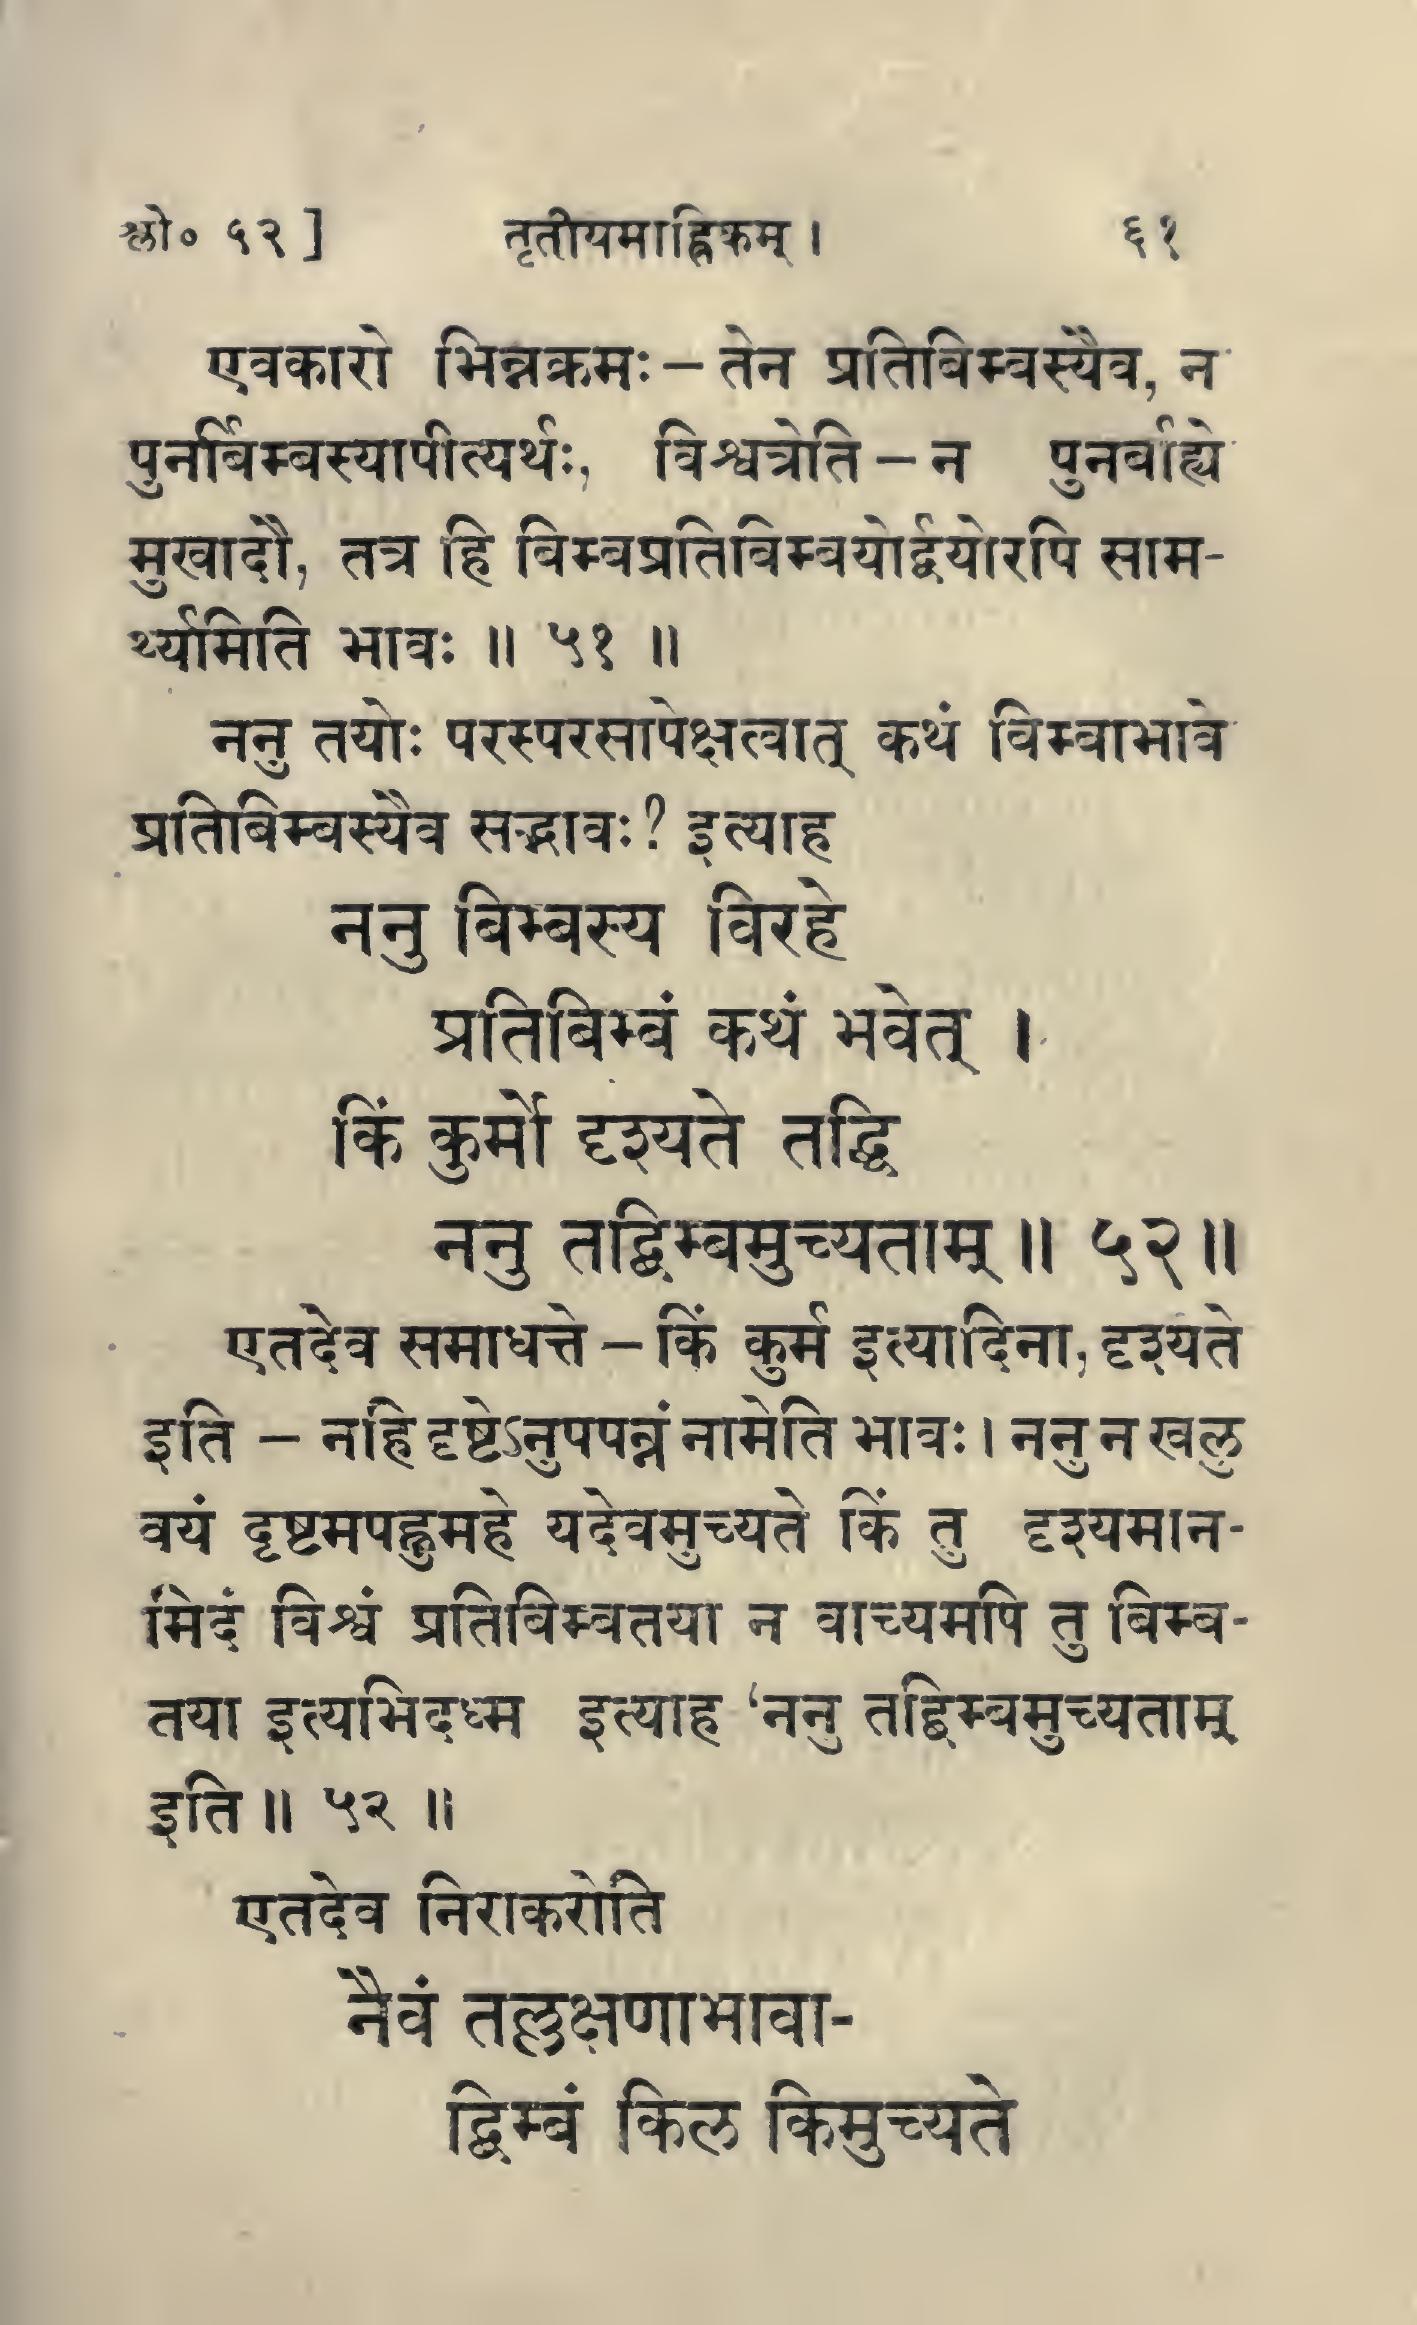 श्लो० ५२]	तृतीयमाह्निकम् ।	६१
एवकारो भिन्नक्रमः – तेन प्रतिबिम्बस्यैव, न
पुनर्बिम्बस्यापीत्यर्थः, विश्वत्रेति – न पुनर्बाह्ये
मुखादौ, तत्र हि बिम्बप्रतिबिम्बयोर्द्वयोरपि साम-
र्थ्यमिति भावः ॥ ५१ ॥
ननु तयोः परस्परसापेक्षत्वात् कथं बिम्बाभावे
प्रतिबिम्बस्यैव सद्भावः? इत्याह
ननु बिम्बस्य विरहे
प्रतिबिम्बं कथं भवेत् ।
किं कुर्मो दृश्यते तद्धि
ननु तद्बिम्बमुच्यताम् ॥ ५२ ॥
एतदेव समाधत्ते – किं कुर्म इत्यादिना, दृश्यते
इति – नहि दृष्टेऽनुपपन्नं नामेति भावः । ननु न खलु
वयं दृष्टमपह्नुमहे यदेवमुच्यते किं तु दृश्यमान-
मिदं विश्वं प्रतिबिम्बतया न वाच्यमपि तु बिम्ब-
तया इत्यभिदध्म इत्याह ‘ननु तद्बिम्बमुच्यताम्
इति ॥ ५२ ॥
एतदेव निराकरोति
नैवं तल्लक्षणाभावा-
द्बिम्बं किल किमुच्यते